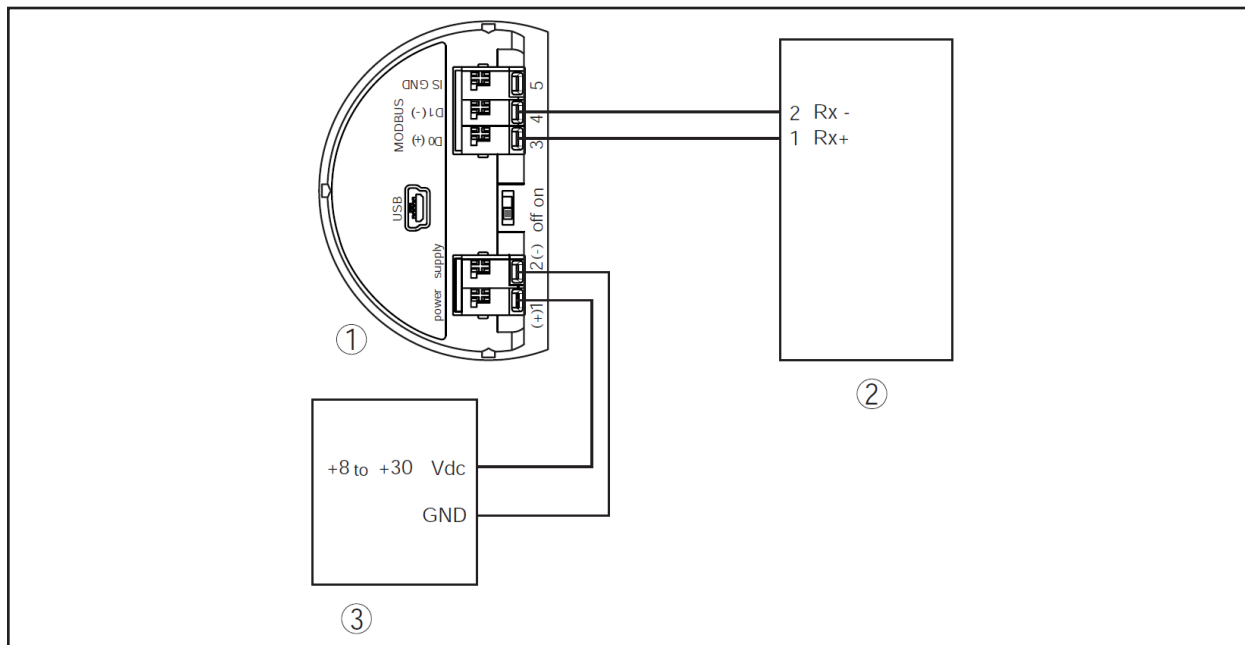 IS GND
5
MODBUS
D1 (-)
4
D0 (+)
3
2 Rx -
1 Rx+
USB
off on
power supply
2 (-)
(+) 1
①
②
+8 to +30 Vdc
GND
③